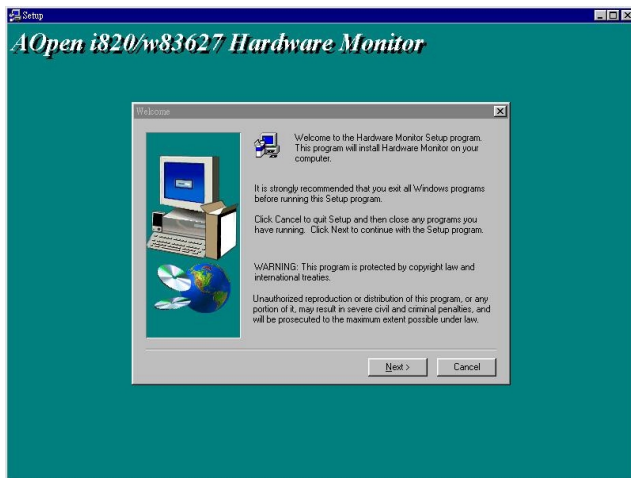 Setup
AOpen i820/w83627 Hardware Monitor
Welcome
Welcome to the Hardware Monitor Setup program.
This program will install Hardware Monitor on your
computer.
It is strongly recommended that you exit all Windows programs
before running this Setup program.
Click Cancel to quit Setup and then close any programs you
have running. Click Next to continue with the Setup program.
WARNING: This program is protected by copyright law and
international treaties.
Unauthorized reproduction or distribution of this program, or any
portion of it, may result in severe civil and criminal penalties, and
will be prosecuted to the maximum extent possible under law.
Next > Cancel